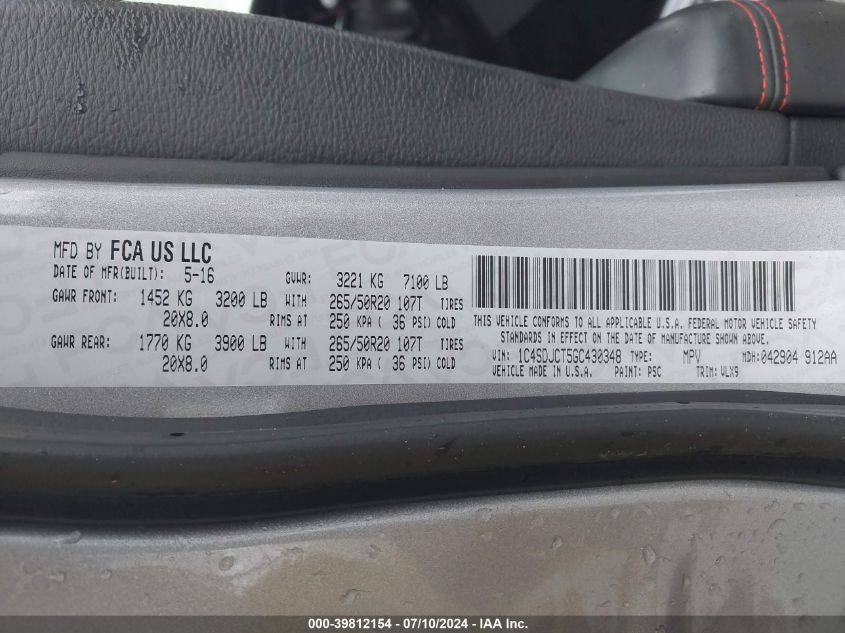 MFD BY FCA US LLC
DATE OF MFR(BUILT): 5-16 GVWR: 3221 KG 7100 LB
GAWR FRONT: 1452 KG 3200 LB WITH 265/50R20 107T TIRES
20X8.0 RIMS AT 250 KPA ( 36 PSI) COLD
GAWR REAR: 1770 KG 3900 LB WITH 265/50R20 107T TIRES
20X8.0 RIMS AT 250 KPA ( 36 PSI) COLD
THIS VEHICLE CONFORMS TO ALL APPLICABLE U.S.A. FEDERAL MOTOR VEHICLE SAFETY
STANDARDS IN EFFECT ON THE DATE OF MANUFACTURE SHOWN ABOVE.
VIN: 1C4SDJCT5GC430348 TYPE: MPV MDH:042904 912AA
VEHICLE MADE IN U.S.A. PAINT: PSC TRIM: VLX9
000-39812154 - 07/10/2024 - IAA Inc.